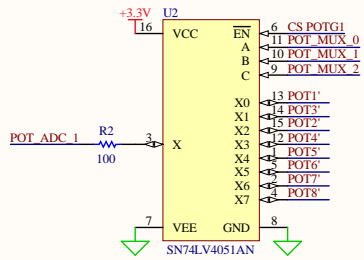 +3.3V
U2
16 VCC EN 6 CS POTG1
A 11 POT_MUX_0
B 10 POT_MUX_1
C 9 POT_MUX_2
X0 13 POT1'
X1 14 POT3'
X2 15 POT2'
POT_ADC_1 R2 100 3 X X3 12 POT4'
X4 1 POT5'
X5 5 POT6'
X6 2 POT7'
X7 4 POT8'
7 VEE GND 8
SN74LV4051AN